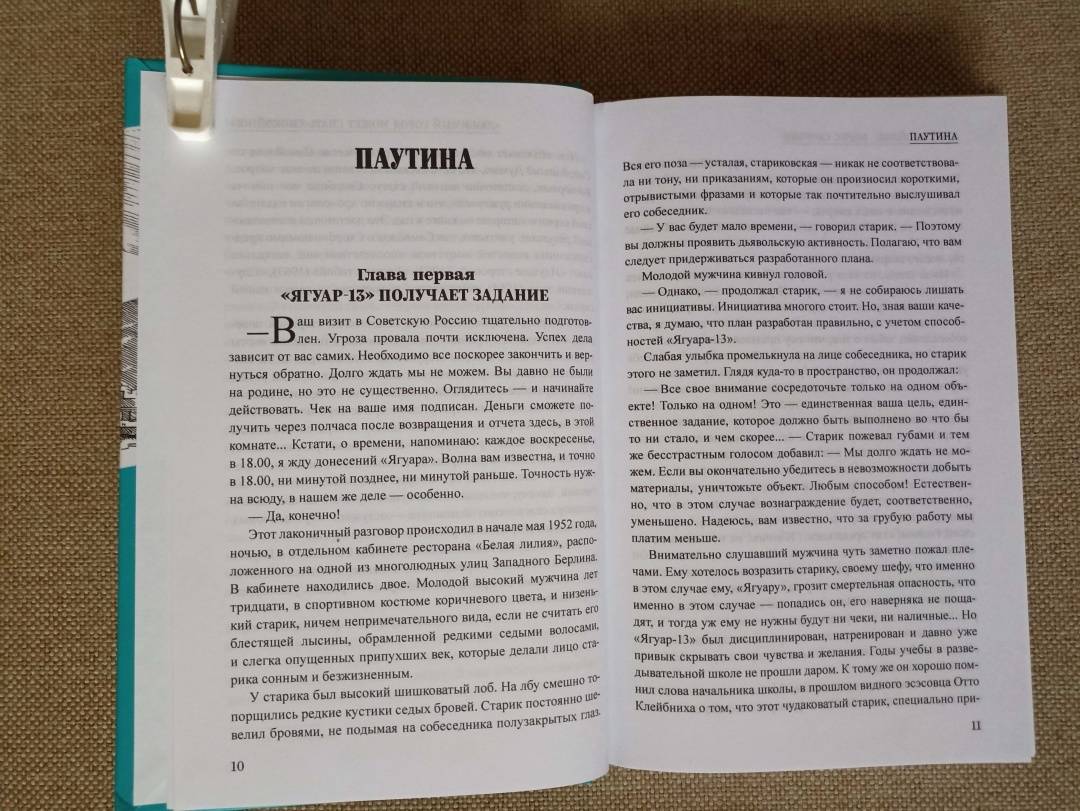 ПАУТИНА
Глава первая
«ЯГУАР-13» ПОЛУЧАЕТ ЗАДАНИЕ
—Ваш визит в Советскую Россию тщательно подготов-
лен. Угроза провала почти исключена. Успех дела
зависит от вас самих. Необходимо все поскорее закончить и вер-
нуться обратно. Долго ждать мы не можем. Вы давно не были
на родине, но это не существенно. Оглядитесь — и начинайте
действовать. Чек на ваше имя подписан. Деньги сможете по-
лучить через полчаса после возвращения и отчета здесь, в этой
комнате... Кстати, о времени, напоминаю: каждое воскресенье,
в 18.00, я жду донесений «Ягуара». Волна вам известна, и точно
в 18.00, ни минутой позднее, ни минутой раньше. Точность нуж-
на всюду, в нашем же деле — особенно.
— Да, конечно!
Этот лаконичный разговор происходил в начале мая 1952 года,
ночью, в отдельном кабинете ресторана «Белая лилия», распо-
ложенного на одной из многолюдных улиц Западного Берлина.
В кабинете находились двое. Молодой высокий мужчина лет
тридцати, в спортивном костюме коричневого цвета, и низень-
кий старик, ничем непримечательного вида, если не считать его
блестящей лысины, обрамленной редкими седыми волосами,
и слегка опущенных припухших век, которые делали лицо ста-
рика сонным и безжизненным.
У старика был высокий шишковатый лоб. На лбу смешно то-
порщились редкие кустики седых бровей. Старик постоянно ше-
велил бровями, не подымая на собеседника полузакрытых глаз.
10
ПАУТИНА
Вся его поза — усталая, стариковская — никак не соответствова-
ла ни тону, ни приказаниям, которые он произносил короткими,
отрывистыми фразами и которые так почтительно выслушивал
его собеседник.
— У вас будет мало времени, — говорил старик. — Поэтому
вы должны проявить дьявольскую активность. Полагаю, что вам
следует придерживаться разработанного плана.
Молодой мужчина кивнул головой.
— Однако, — продолжал старик, — я не собираюсь лишать
вас инициативы. Инициатива многого стоит. Но, зная ваши каче-
ства, я думаю, что план разработан правильно, с учетом способ-
ностей «Ягуара-13».
Слабая улыбка промелькнула на лице собеседника, но старик
этого не заметил. Глядя куда-то в пространство, он продолжал:
— Все свое внимание сосредоточьте только на одном объ-
екте! Только на одном! Это — единственная ваша цель, един-
ственное задание, которое должно быть выполнено во что бы
то ни стало, и чем скорее... — Старик пожевал губами и тем
же бесстрастным голосом добавил: — Мы долго ждать не мо-
жем. Если вы окончательно убедитесь в невозможности добыть
материалы, уничтожьте объект. Любым способом! Естествен-
но, что в этом случае вознаграждение будет, соответственно,
уменьшено. Надеюсь, вам известно, что за грубую работу мы
платим меньше.
Внимательно слушавший мужчина чуть заметно пожал пле-
чами. Ему хотелось возразить старику, своему шефу, что именно
в этом случае ему, «Ягуару», грозит смертельная опасность, что
именно в этом случае — попадись он, его наверняка не поща-
дят, и тогда уж ему не нужны будут ни чеки, ни наличные... Но
«Ягуар-13» был дисциплинирован, натренирован и давно уже
привык скрывать свои чувства и желания. Годы учебы в разве-
дывательной школе не прошли даром. К тому же он хорошо пом-
нил слова начальника школы, в прошлом видного эсэсовца Отто
Клейбниха о том, что этот чудаковатый старик, специально при-
11